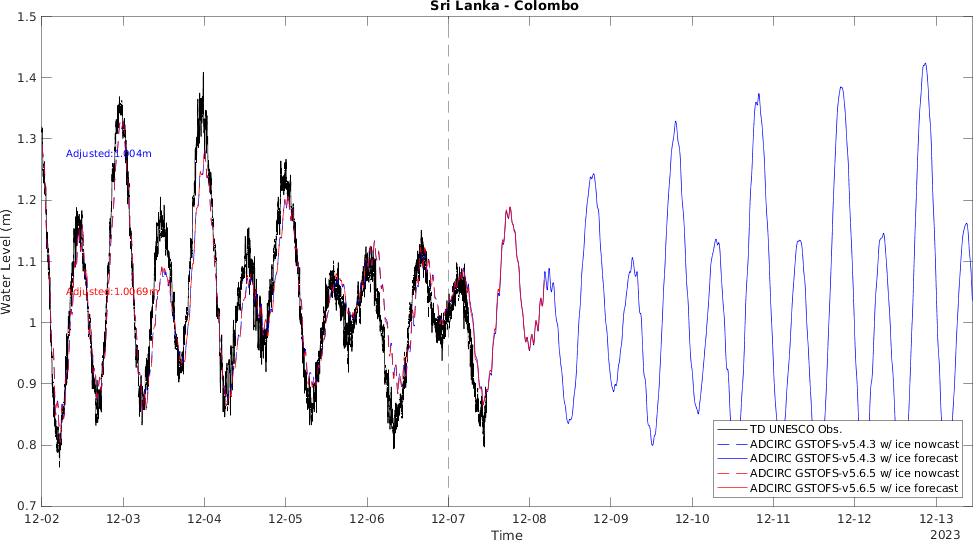 Sri Lanka - Colombo
1.5
1.4
1.3
1.2
1.1
1
0.9
0.8
0.7
Water Level (m)
Adjusted:1.004m
Adjusted:1.0069m
TD UNESCO Obs.
ADCIRC GSTOFS-v5.4.3 w/ ice nowcast
ADCIRC GSTOFS-v5.4.3 w/ ice forecast
ADCIRC GSTOFS-v5.6.5 w/ ice nowcast
ADCIRC GSTOFS-v5.6.5 w/ ice forecast
12-02 12-03 12-04 12-05 12-06 12-07 12-08 12-09 12-10 12-11 12-12 12-13
Time
2023